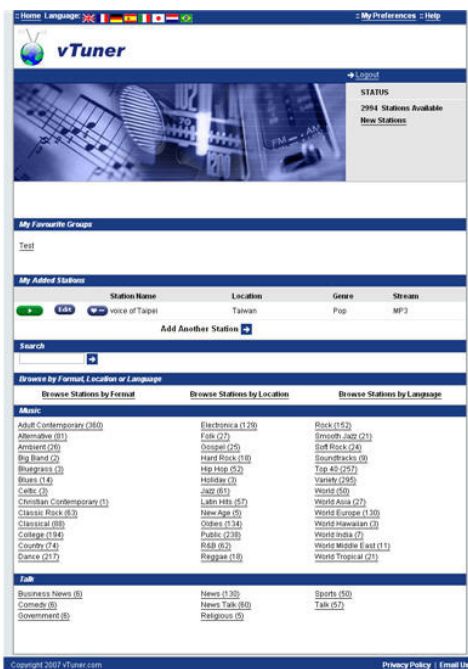 :: Home Language:
:: My Preferences :: Help
vTuner
Logout
STATUS
2994 Stations Available
New Stations
FM AM
My Favourite Groups
Test
My Added Stations
Station Name Location Genre Stream
Edit voice of Taipei Taiwan Pop MP3
Add Another Station
Search
Browse by Format, Location or Language
Browse Stations by Format Browse Stations by Location Browse Stations by Language
Music
Adult Contemporary (360) Electronica (129) Rock (152)
Alternative (81) Folk (27) Smooth Jazz (21)
Ambient (26) Gospel (25) Soft Rock (24)
Big Band (2) Hard Rock (18) Soundtracks (9)
Bluegrass (3) Hip Hop (52) Top 40 (257)
Blues (14) Holiday (3) Variety (295)
Celtic (3) Jazz (61) World (50)
Christian Contemporary (1) Latin Hits (57) World Asia (27)
Classic Rock (63) New Age (5) World Europe (130)
Classical (88) Oldies (134) World Hawaiian (3)
College (194) Public (238) World India (7)
Country (74) R&B (62) World Middle East (11)
Dance (217) Reggae (18) World Tropical (21)
Talk
Business News (6) News (130) Sports (50)
Comedy (6) News Talk (60) Talk (57)
Government (6) Religious (5)
Copyright 2007 vTuner.com
Privacy Policy | Email Us